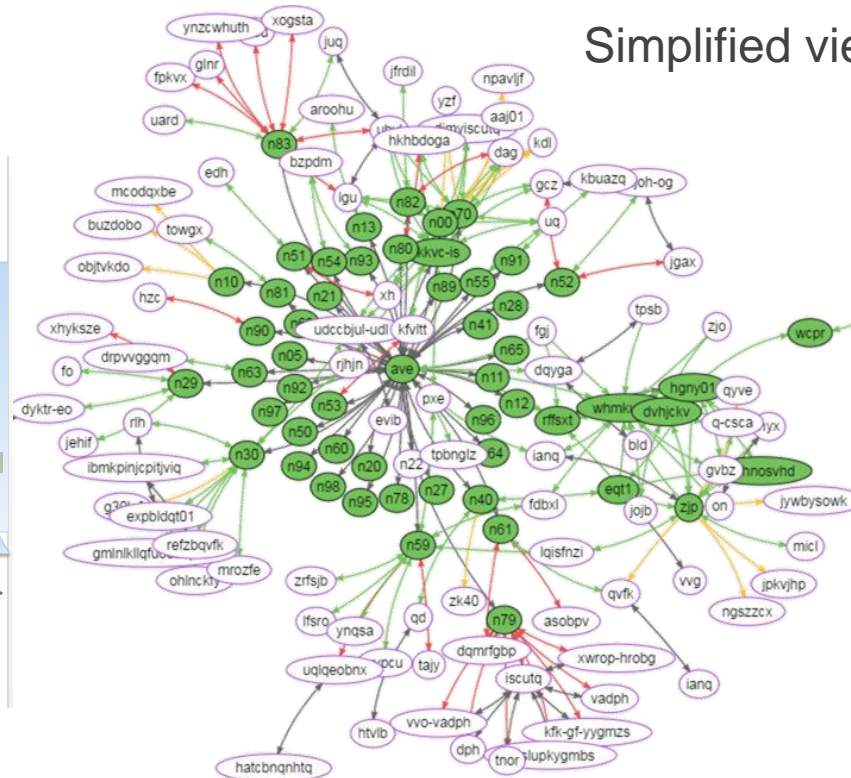 Simplified vie
ynzcwhuth
xogsta
glnr
juq
fpkvx
jfrdil
npavljf
yzf
aroohu
uard
aaj01
n83
hkhbdoga
kdl
bzpdm
dag
edh
igu
gcz
kbuazq
joh-og
mcodqxbe
n82
n00
70
buzdobo
towgx
n13
uq
n51
n54
n93
n80
kkvc-is
n91
jgax
objtvkdo
n10
n81
n21
xh
n89
n55
n52
hzc
n28
tpsb
xhyksze
n90
udccbjul-udl
kfvltt
n41
fgj
zjo
wcpr
drpvvggqm
n05
rjhjn
n65
fo
n63
ave
dqyga
n29
n92
n11
hgny01
qyve
dyktr-eo
n97
n53
pxe
n12
whmk
dvhjckv
rlh
evib
n96
rffsxt
q-csca
jehif
n50
bld
n30
n60
n22
tpbnglz
64
ianq
gvbz
hnosvhd
ibmkpinjcpitjviq
n94
n20
n98
n27
eqt1
n95
n78
n40
fdbxl
jojb
zjp
on
jywbysowk
expbldqt01
n61
refzbqvfk
n59
lqisfnzi
micl
ohlnckfy
mrozfe
zrfsjb
vvg
zk40
qvfk
jpkvjhp
lfsro
qd
asobpv
ngszzcx
ynqsa
n79
dqmrfgbp
uqlqeobnx
tajy
xwrop-hrobg
iscutq
ianq
vadph
vvo-vadph
htvlb
kfk-gf-yygmzs
dph
tnor
slupkygmbs
hatcbnqnhtq